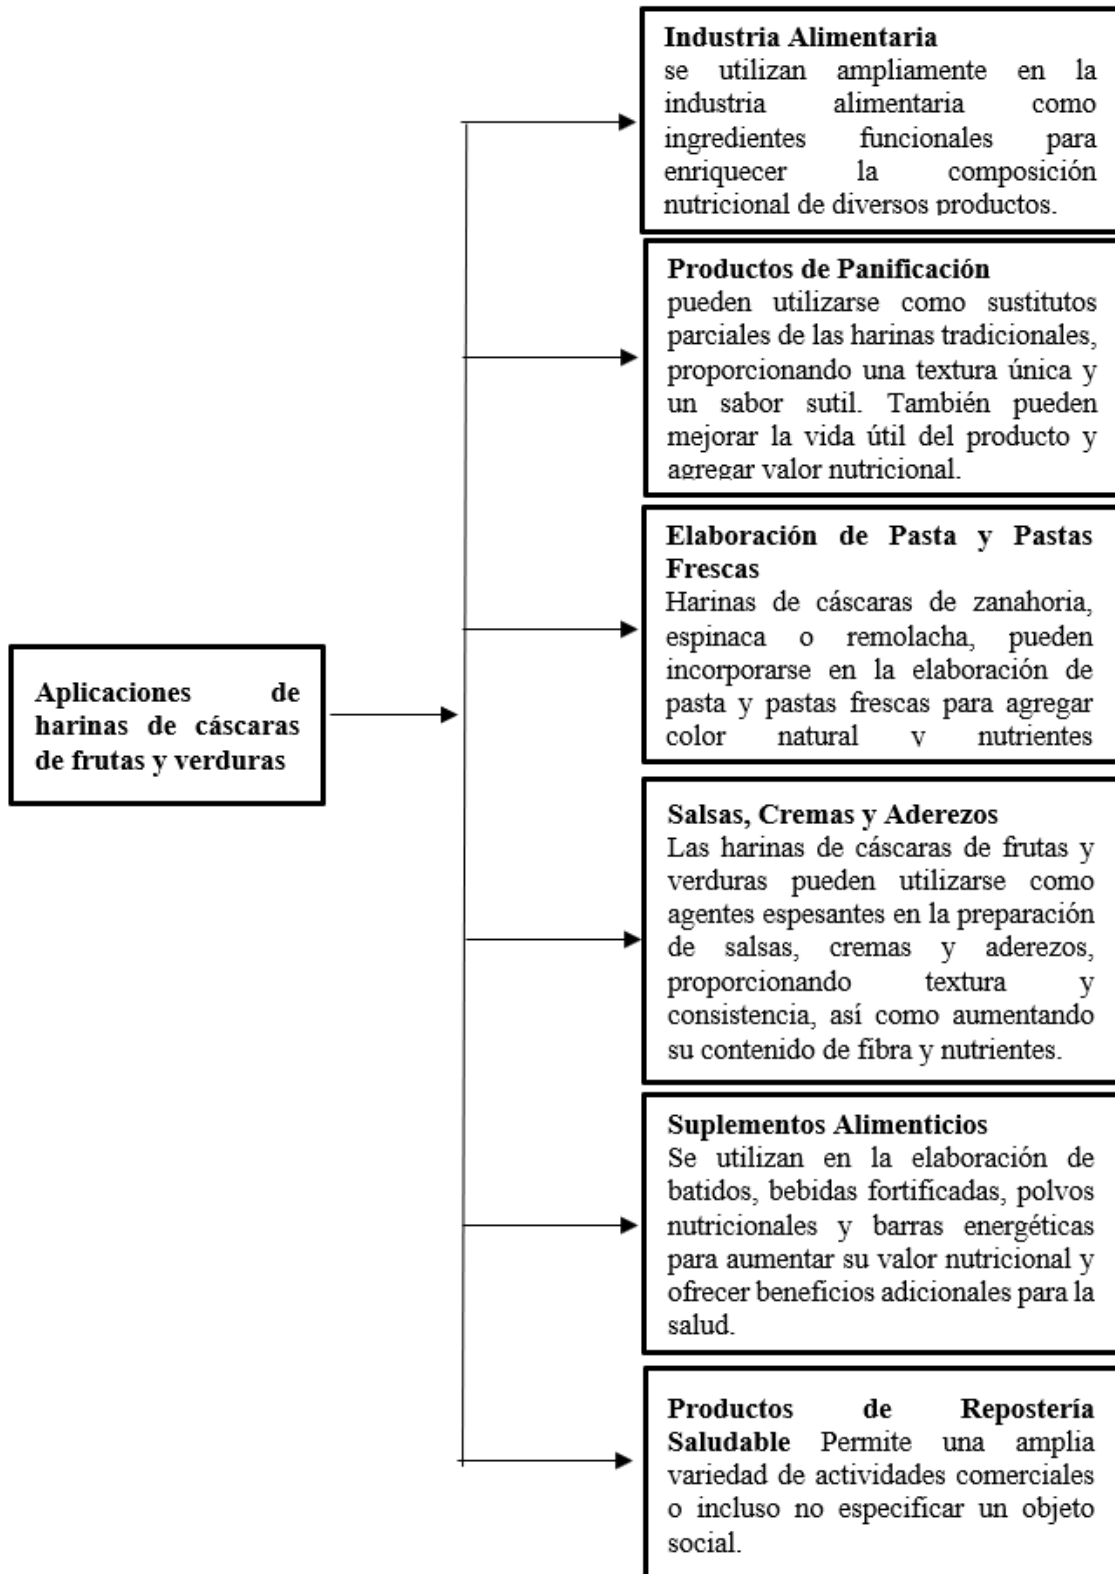 Industria Alimentaria
se utilizan ampliamente en la
industria alimentaria como
ingredientes funcionales para
enriquecer la composición
nutricional de diversos productos.
Productos de Panificación
pueden utilizarse como sustitutos
parciales de las harinas tradicionales,
proporcionando una textura única y
un sabor sutil. También pueden
mejorar la vida útil del producto y
agregar valor nutricional.
Elaboración de Pasta y Pastas
Frescas
Harinas de cáscaras de zanahoria,
espinaca o remolacha, pueden
incorporarse en la elaboración de
pasta y pastas frescas para agregar
color natural y nutrientes
Aplicaciones de
harinas de cáscaras
de frutas y verduras
Salsas, Cremas y Aderezos
Las harinas de cáscaras de frutas y
verduras pueden utilizarse como
agentes espesantes en la preparación
de salsas, cremas y aderezos,
proporcionando textura y
consistencia, así como aumentando
su contenido de fibra y nutrientes.
Suplementos Alimenticios
Se utilizan en la elaboración de
batidos, bebidas fortificadas, polvos
nutricionales y barras energéticas
para aumentar su valor nutricional y
ofrecer beneficios adicionales para la
salud.
Productos de Repostería
Saludable Permite una amplia
variedad de actividades comerciales
o incluso no especificar un objeto
social.